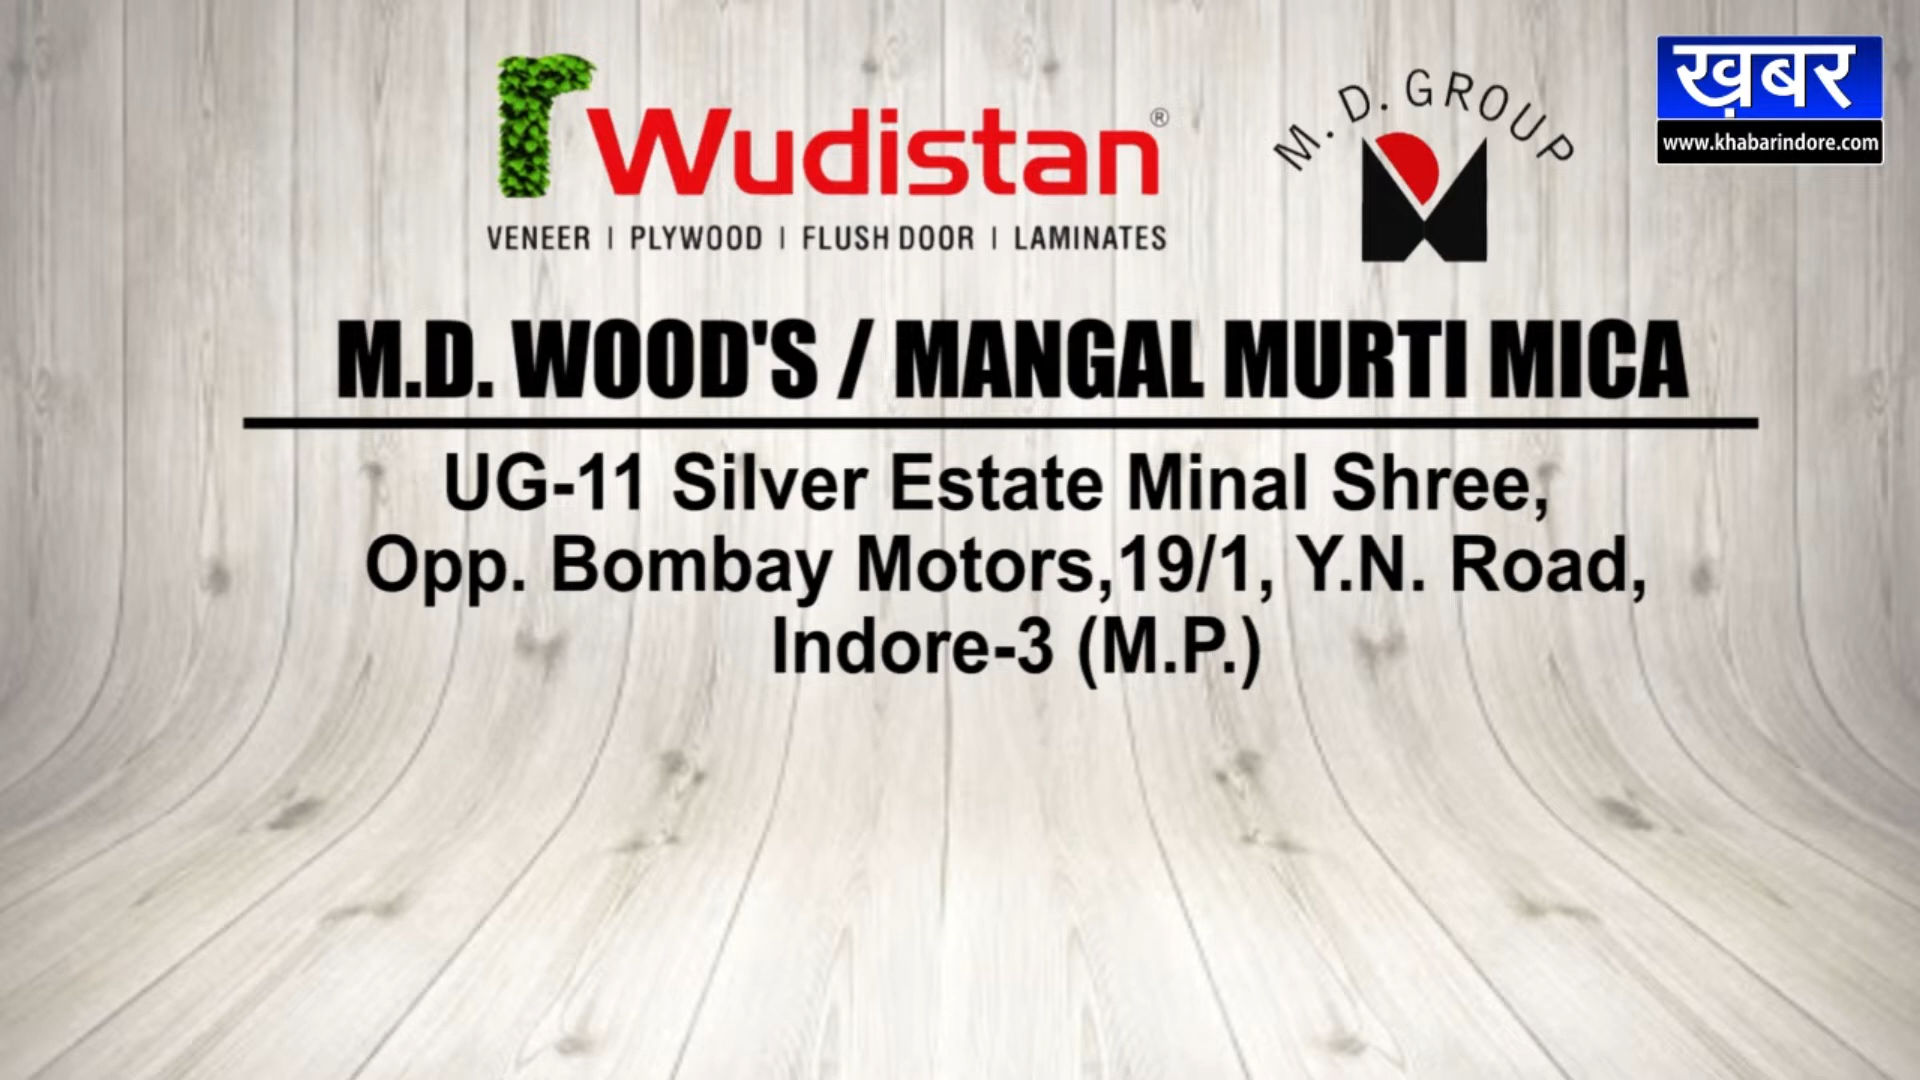 rWudistan®
VENEER | PLYWOOD | FLUSH DOOR | LAMINATES
M.D.GROUP
ख़बर
www.khabarindore.com
M.D. WOOD'S / MANGAL MURTI MICA
UG-11 Silver Estate Minal Shree,
Opp. Bombay Motors,19/1, Y.N. Road,
Indore-3 (M.P.)